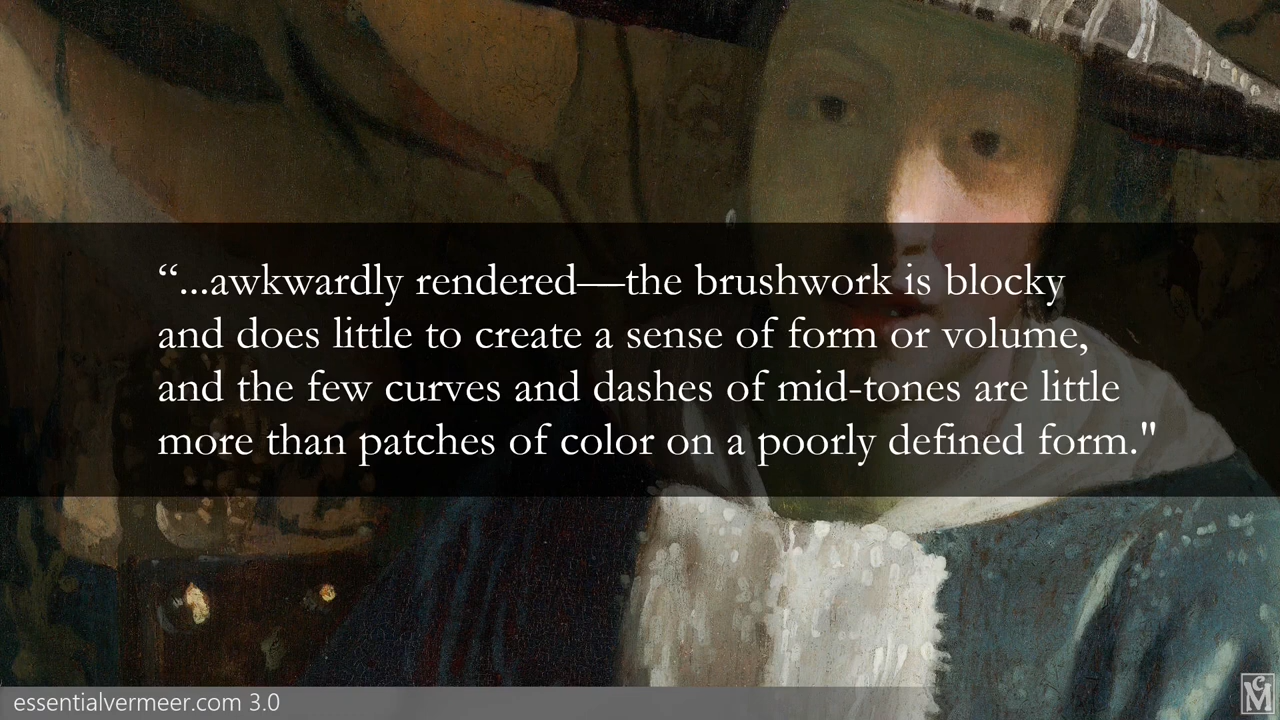 “...awkwardly rendered—the brushwork is blocky
and does little to create a sense of form or volume,
and the few curves and dashes of mid-tones are little
more than patches of color on a poorly defined form."
essentialvermeer.com 3.0